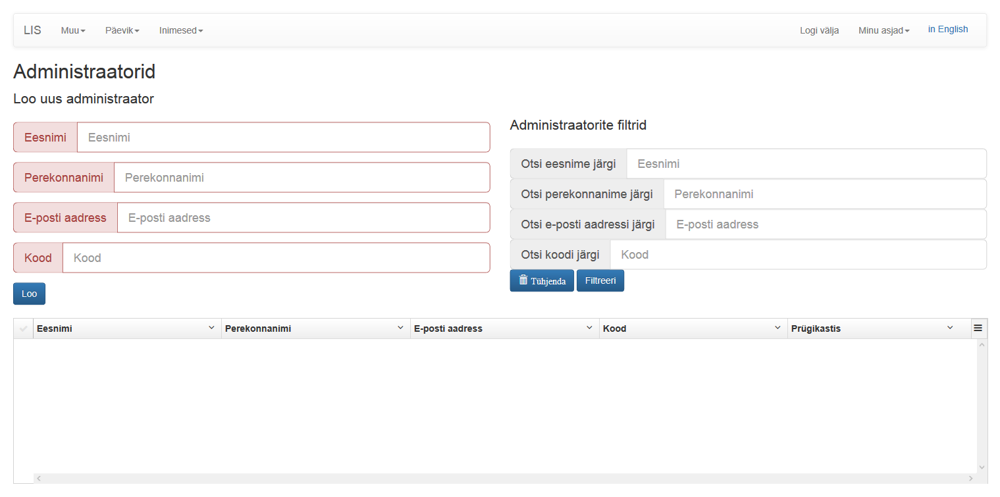 LIS Muu Päevik Inimesed Logi välja Minu asjad in English
Administraatorid
Loo uus administraator
Eesnimi Eesnimi
Perekonnanimi Perekonnanimi
E-posti aadress E-posti aadress
Kood Kood
Loo
Administraatorite filtrid
Otsi eesnime järgi Eesnimi
Otsi perekonnanime järgi Perekonnanimi
Otsi e-posti aadressi järgi E-posti aadress
Otsi koodi järgi Kood
Tühjenda Filtreeri
Eesnimi Perekonnanimi E-posti aadress Kood Prügikastis